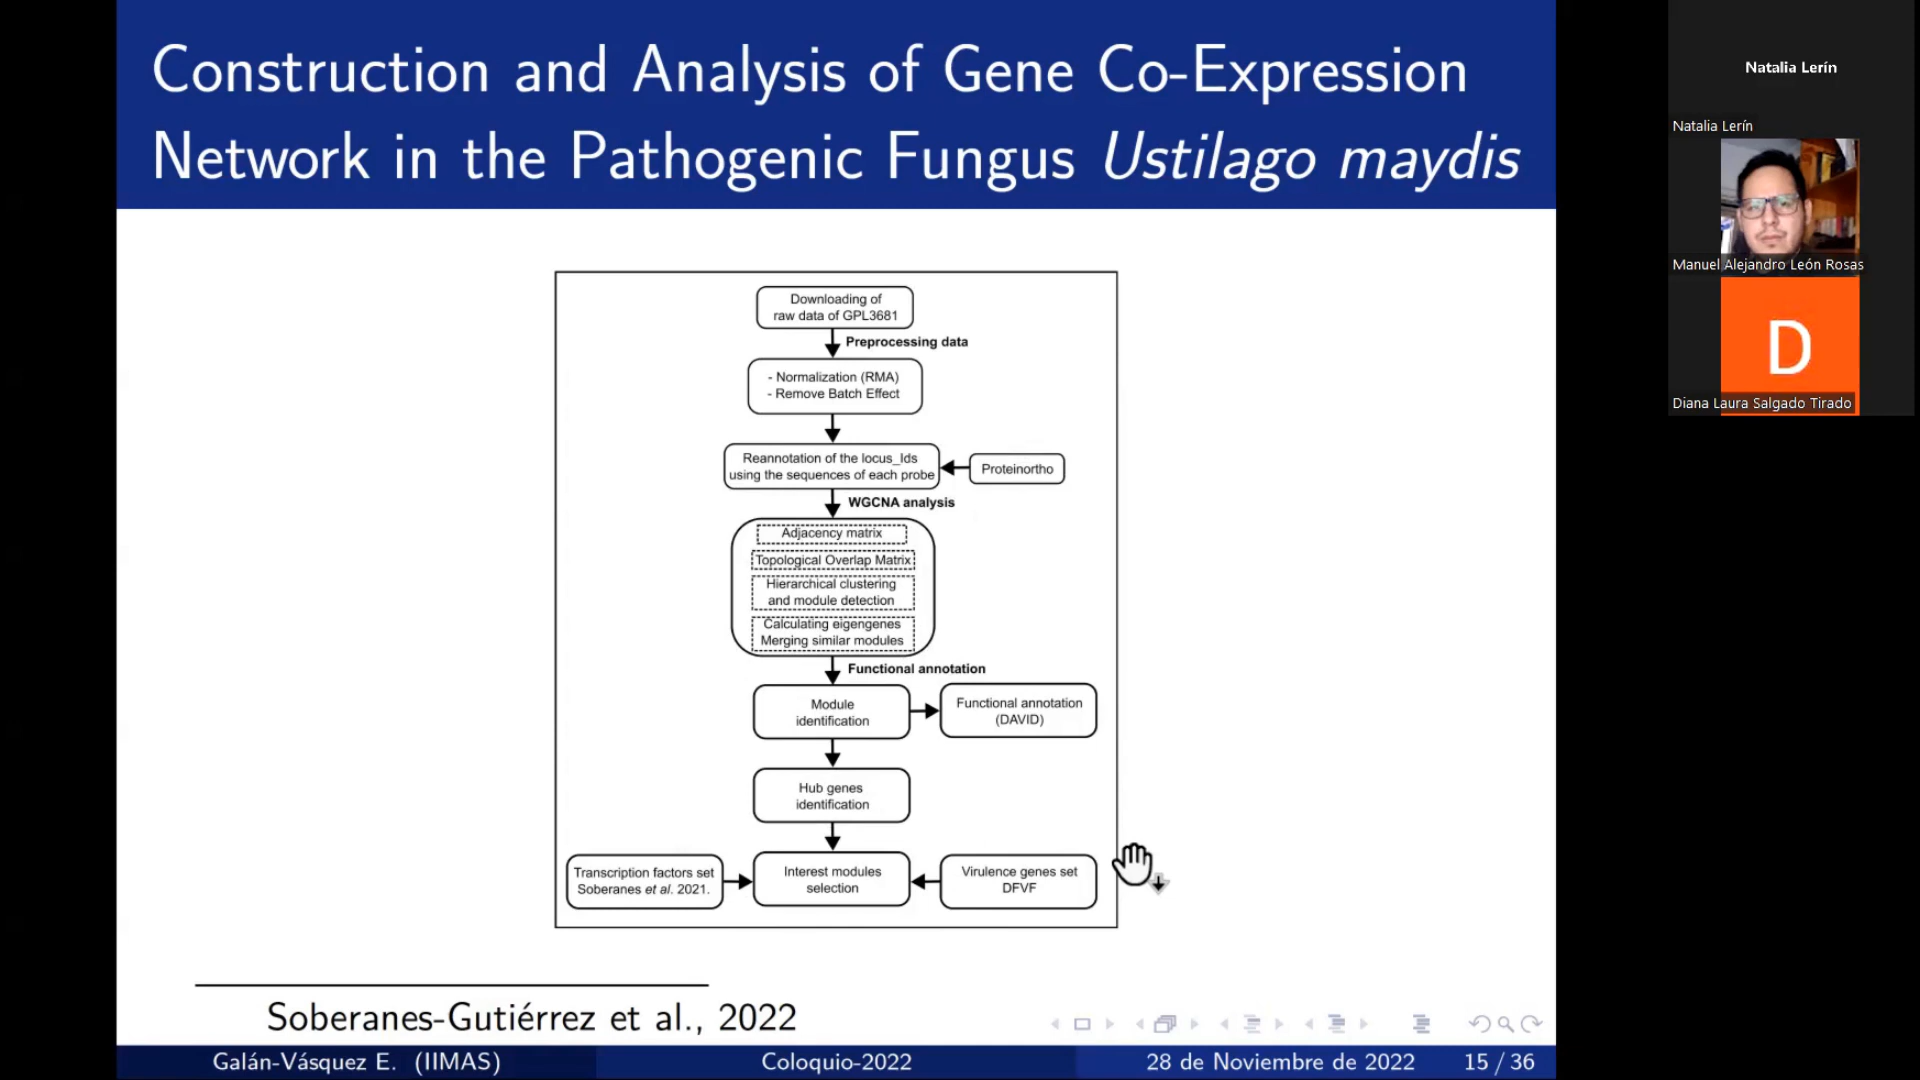 Construction and Analysis of Gene Co-Expression
Network in the Pathogenic Fungus Ustilago maydis
Downloading of
raw data of GPL3681
Preprocessing data
- Normalization (RMA)
- Remove Batch Effect
Reannotation of the locus_Ids
using the sequences of each probe
Proteinortho
WGCNA analysis
Adjacency matrix
Topological Overlap Matrix
Hierarchical clustering
and module detection
Calculating eigengenes
Merging similar modules
Functional annotation
Module
identification
Functional annotation
(DAVID)
Hub genes
identification
Transcription factors set
Soberanes et al. 2021.
Interest modules
selection
Virulence genes set
DFVF
Soberanes-Gutiérrez et al., 2022
Galán-Vásquez E. (IIMAS)
Coloquio-2022
28 de Noviembre de 2022
15 / 36
Natalia Lerín
Natalia Lerín
Manuel Alejandro León Rosas
D
Diana Laura Salgado Tirado